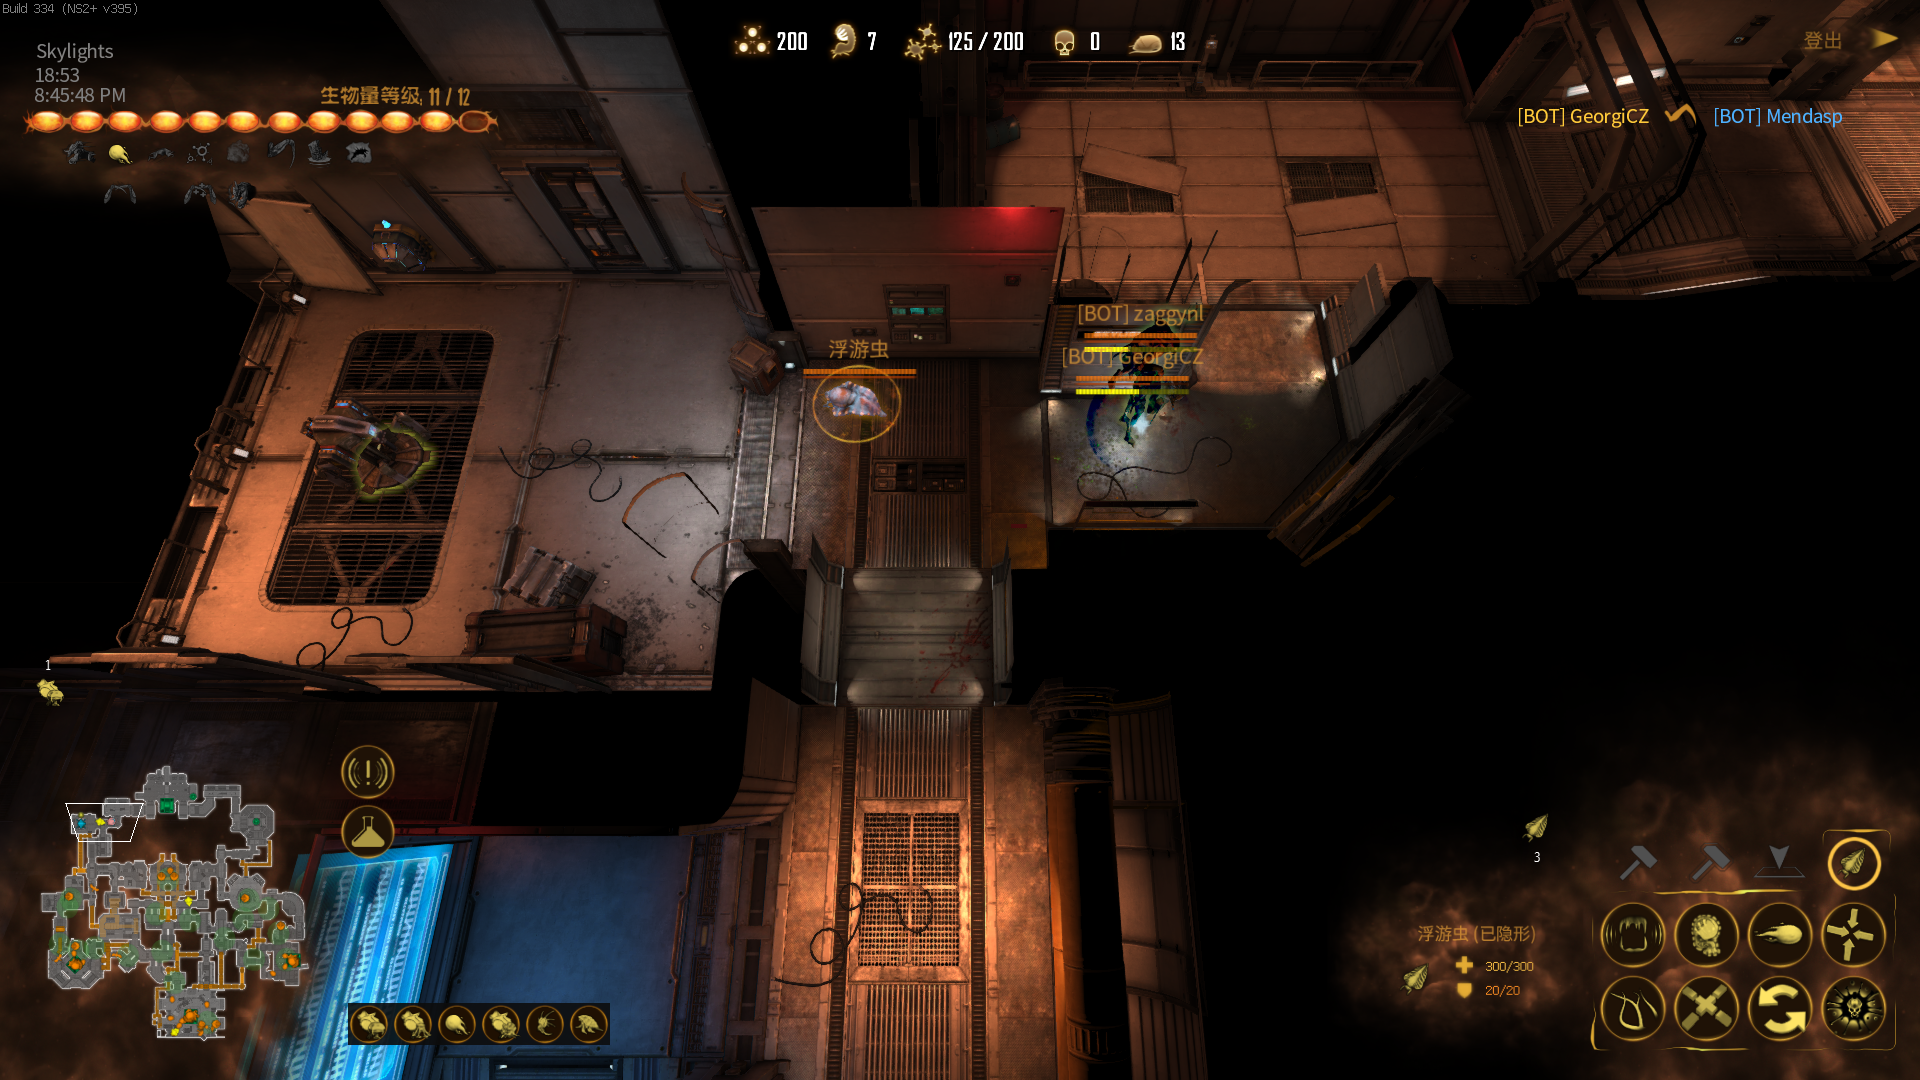 Build 334 (NS2+ v395)
Skylights
18:53
8:45:48 PM
生物量等级, 11 / 12
200 7 125 / 200 0 13
登出
[BOT] GeorgiCZ [BOT] Mendasp
[BOT] zaggynl
浮游虫
[BOT] GeorgiCZ
1
3
浮游虫 (已隐形)
300/300
20/20